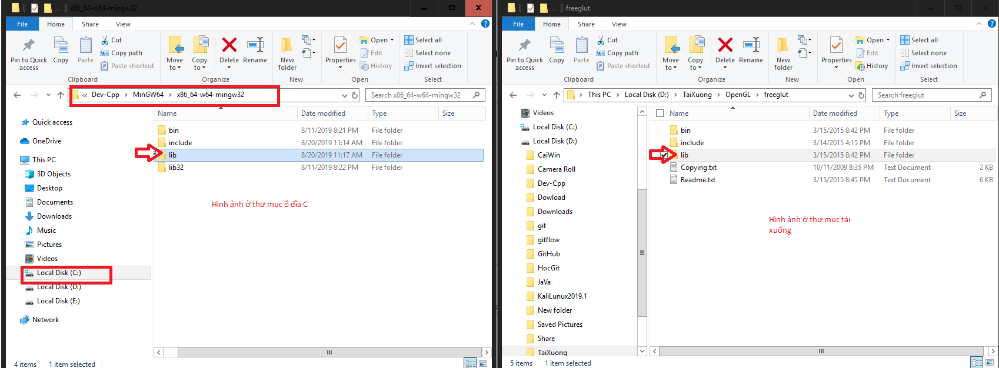 x86_64-w64-mingw32
File Home Share View
Pin to Quick access
Copy
Paste
Cut
Copy path
Paste shortcut
Clipboard
Move to
Copy to
Delete
Rename
Organize
New folder
New
Properties
Open
Edit
History
Open
Select all
Select none
Invert selection
Select
« Dev-Cpp > MinGW64 > x86_64-w64-mingw32
Search x86_64-w64-mingw32
Quick access
OneDrive
This PC
3D Objects
Desktop
Documents
Downloads
Music
Pictures
Videos
Local Disk (C:)
Local Disk (D:)
Local Disk (E:)
Network
Name Date modified Type Size
bin 8/11/2019 8:21 PM File folder
include 8/20/2019 11:14 AM File folder
lib 8/20/2019 11:17 AM File folder
lib32 8/11/2019 8:22 PM File folder
Hình ảnh ở thư mục ổ đĩa C
4 items 1 item selected
freeglut
File Home Share View
Pin to Quick access
Copy
Paste
Cut
Copy path
Paste shortcut
Clipboard
Move to
Copy to
Delete
Rename
Organize
New folder
New
Properties
Open
Edit
History
Open
Select all
Select none
Invert selection
Select
> This PC > Local Disk (D:) > TaiXuong > OpenGL > freeglut
Search freeglut
Videos
Local Disk (C:)
Local Disk (D:)
CaiWin
Camera Roll
Dev-Cpp
Dowload
Downloads
git
gitflow
GitHub
HocGit
JaVa
KaliLunux2019.1
New folder
Saved Pictures
Share
TaiXuong
Name Date modified Type Size
bin 3/15/2015 8:42 PM File folder
include 3/14/2015 4:15 PM File folder
lib 3/15/2015 8:42 PM File folder
Copying.txt 10/11/2009 8:35 PM Text Document 2 KB
Readme.txt 3/15/2015 8:45 PM Text Document 6 KB
Hình ảnh ở thư mục tải
xuống
5 items 1 item selected